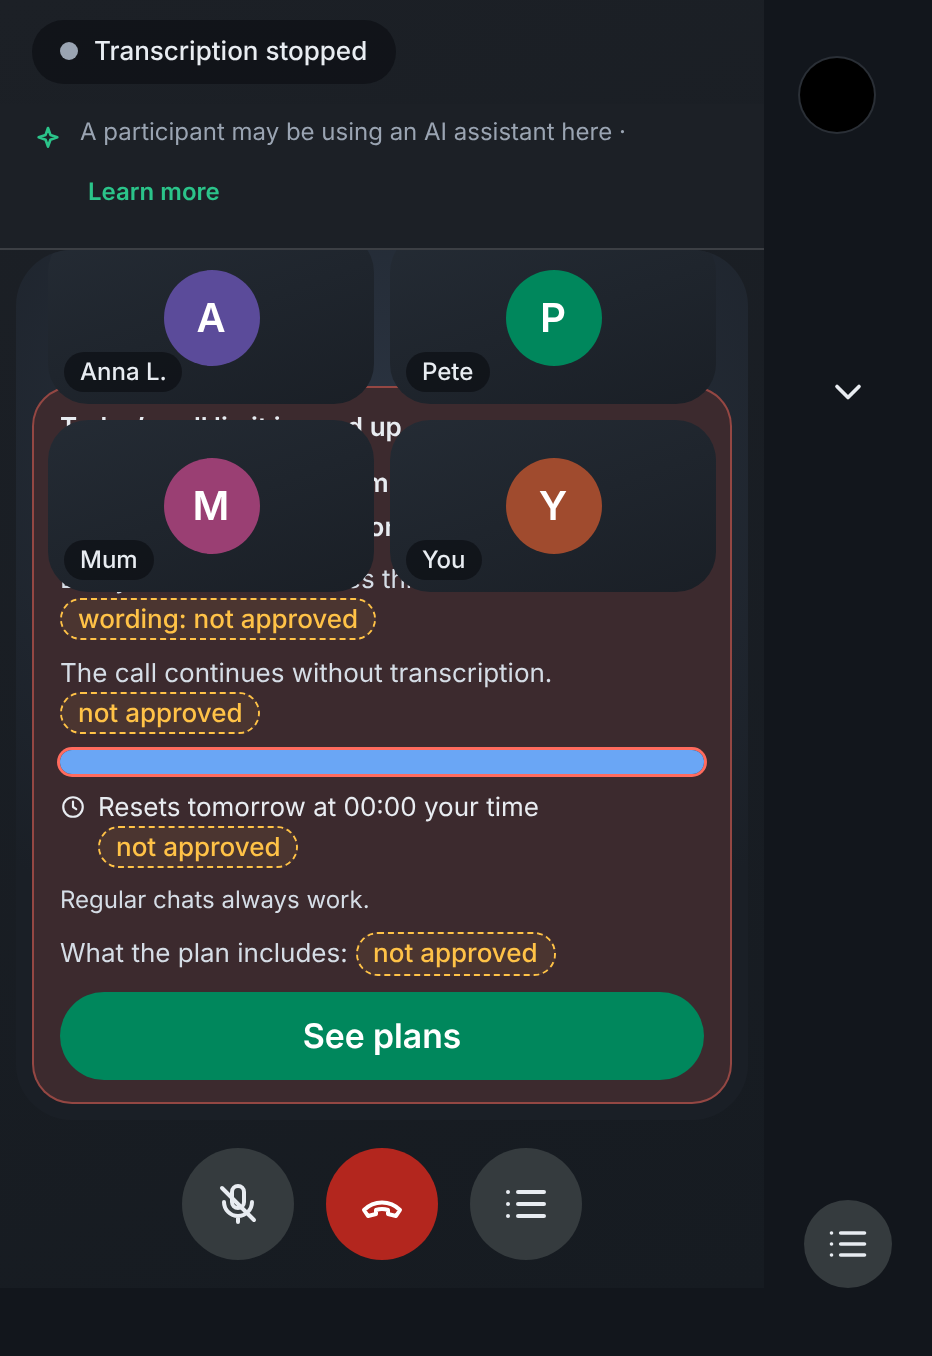 Transcription stopped
A participant may be using an AI assistant here ·
Learn more
A
P
Anna L.
Pete
up
M
Y
Mum
You
wording: not approved
The call continues without transcription.
not approved
Resets tomorrow at 00:00 your time
not approved
Regular chats always work.
What the plan includes: not approved
See plans